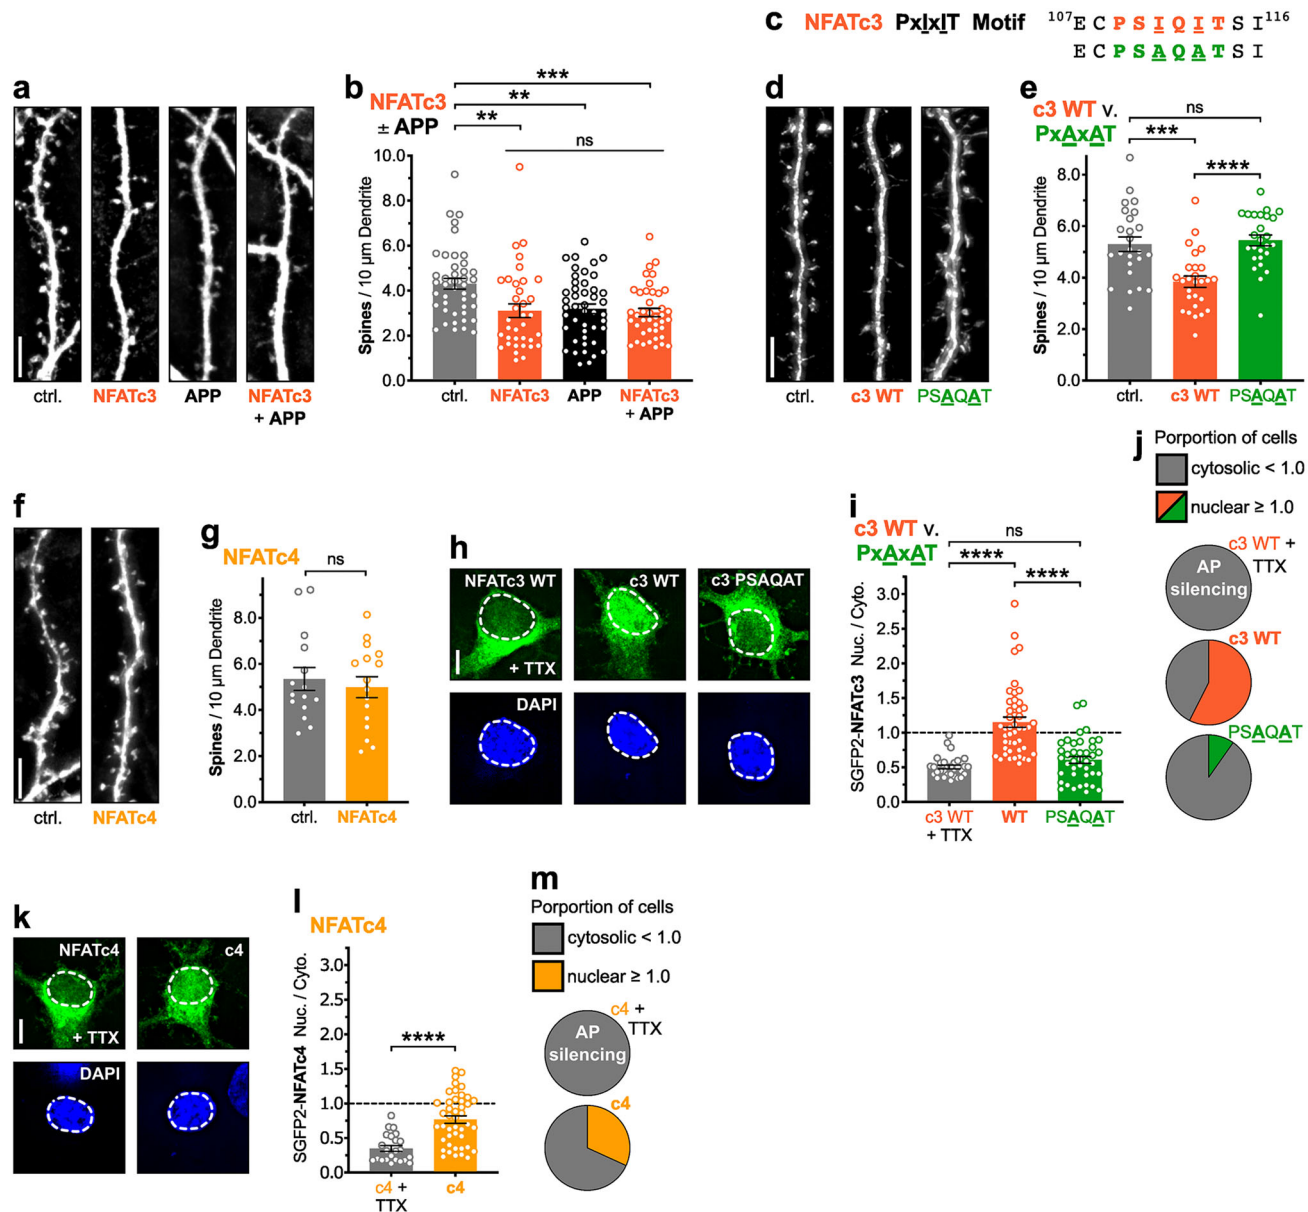 a
ctrl.
NFATc3
APP
NFATc3
+ APP
b
NFATc3
± APP
***
**
**
ns
Spines / 10 µm Dendrite
10.0
8.0
6.0
4.0
2.0
0.0
ctrl.
NFATc3
APP
NFATc3
+ APP
c NFATc3 PxIxIT Motif
107 E C P S I Q I T S I 116
E C P S A Q A T S I
d
ctrl.
c3 WT
PSAQAT
e
c3 WT v.
PxAxAT
ns
***
****
Spines / 10 µm Dendrite
8.0
6.0
4.0
2.0
0.0
ctrl.
c3 WT
PSAQAT
f
ctrl.
NFATc4
g
NFATc4
ns
Spines / 10 µm Dendrite
10.0
8.0
6.0
4.0
2.0
0.0
ctrl.
NFATc4
h
NFATc3 WT
+ TTX
c3 WT
c3 PSAQAT
DAPI
i
c3 WT v.
PxAxAT
ns
****
****
SGFP2-NFATc3 Nuc. / Cyto.
3.0
2.5
2.0
1.5
1.0
0.5
0.0
c3 WT
+ TTX
WT
PSAQAT
j
Porportion of cells
cytosolic < 1.0
nuclear ≥ 1.0
c3 WT +
TTX
AP
silencing
c3 WT
PSAQAT
k
NFATc4
+ TTX
c4
DAPI
l
NFATc4
****
SGFP2-NFATc4 Nuc. / Cyto.
3.0
2.5
2.0
1.5
1.0
0.5
0.0
c4 +
TTX
c4
m
Porportion of cells
cytosolic < 1.0
nuclear ≥ 1.0
c4 +
TTX
AP
silencing
c4